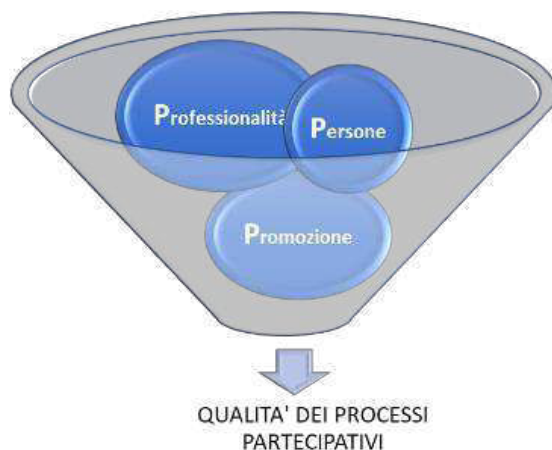 Professionalità
Persone
Promozione
QUALITA' DEI PROCESSI
PARTECIPATIVI